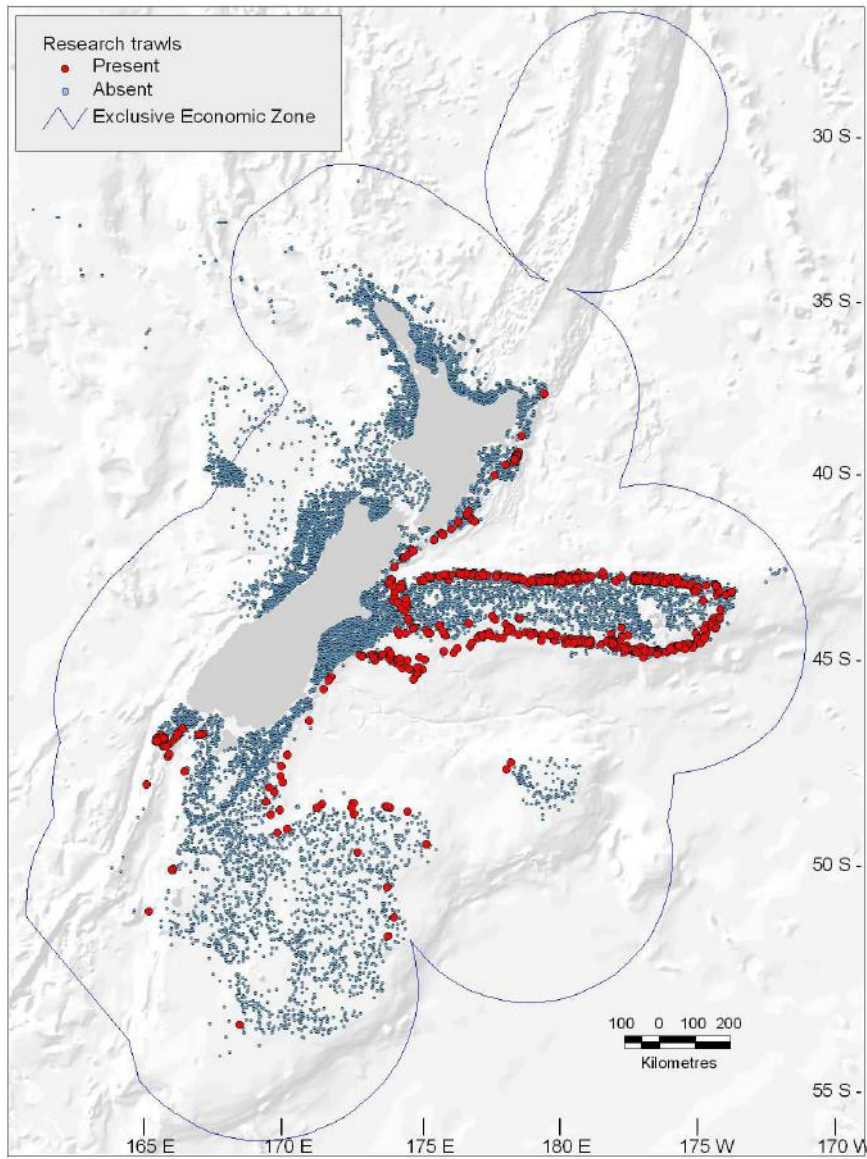 Research trawls
Present
Absent
Exclusive Economic Zone
30 S
35 S
40 S
45 S
50 S
100 0 100 200
Kilometres
55 S
165 E 170 E 175 E 180 E 175 W 170 W